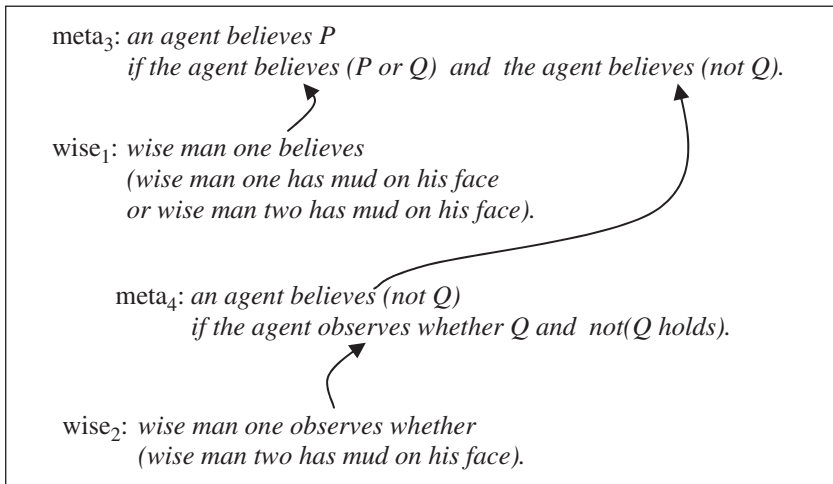 meta₃: an agent believes P
if the agent believes (P or Q) and the agent believes (not Q).
wise₁: wise man one believes
(wise man one has mud on his face
or wise man two has mud on his face).
meta₄: an agent believes (not Q)
if the agent observes whether Q and not(Q holds).
wise₂: wise man one observes whether
(wise man two has mud on his face).